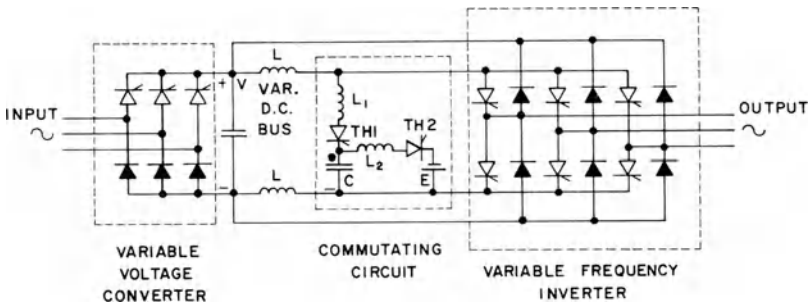 INPUT
+
V
L
VAR.
D.C.
BUS
L
−
L1
TH1
L2
TH2
+
C
−
E
OUTPUT
VARIABLE
VOLTAGE
CONVERTER
COMMUTATING
CIRCUIT
VARIABLE FREQUENCY
INVERTER